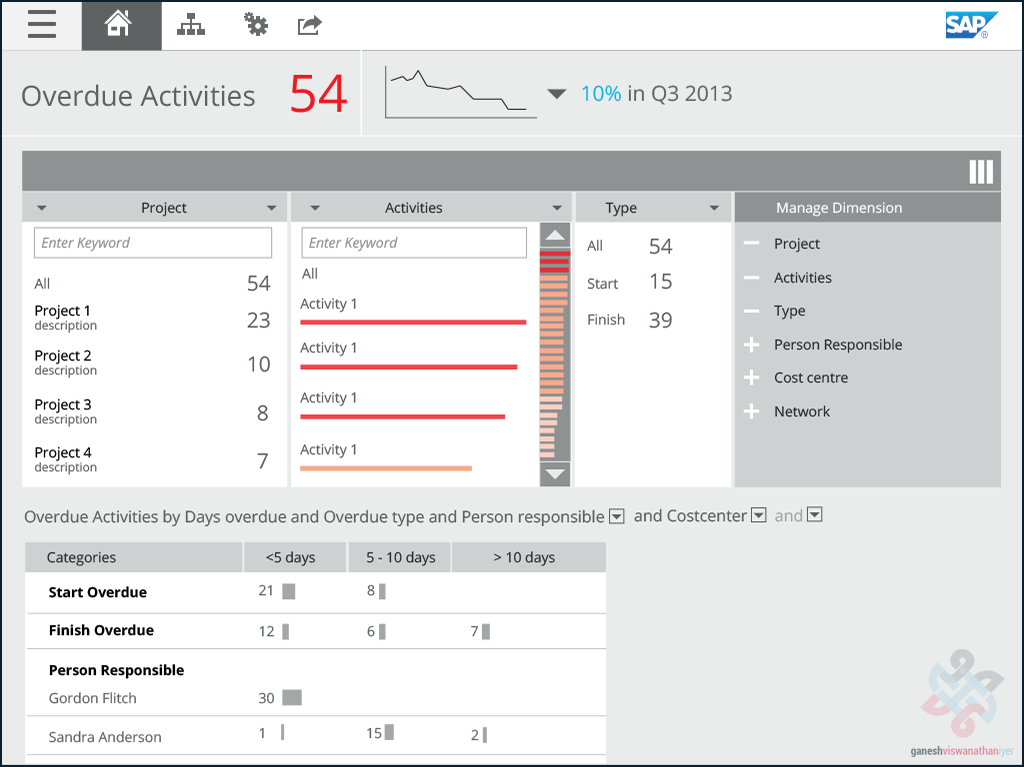 SAP ®
Overdue Activities 54 10% in Q3 2013
Project Activities Type Manage Dimension
Enter Keyword
All 54
Project 1 23
description
Project 2 10
description
Project 3 8
description
Project 4 7
description
Enter Keyword
All
Activity 1
Activity 1
Activity 1
Activity 1
All 54
Start 15
Finish 39
Project
Activities
Type
Person Responsible
Cost centre
Network
Overdue Activities by Days overdue and Overdue type and Person responsible and Costcenter and
Categories <5 days 5 - 10 days > 10 days
Start Overdue 21 8
Finish Overdue 12 6 7
Person Responsible
Gordon Flitch 30
Sandra Anderson 1 15 2
ganeshviswanathaniyer